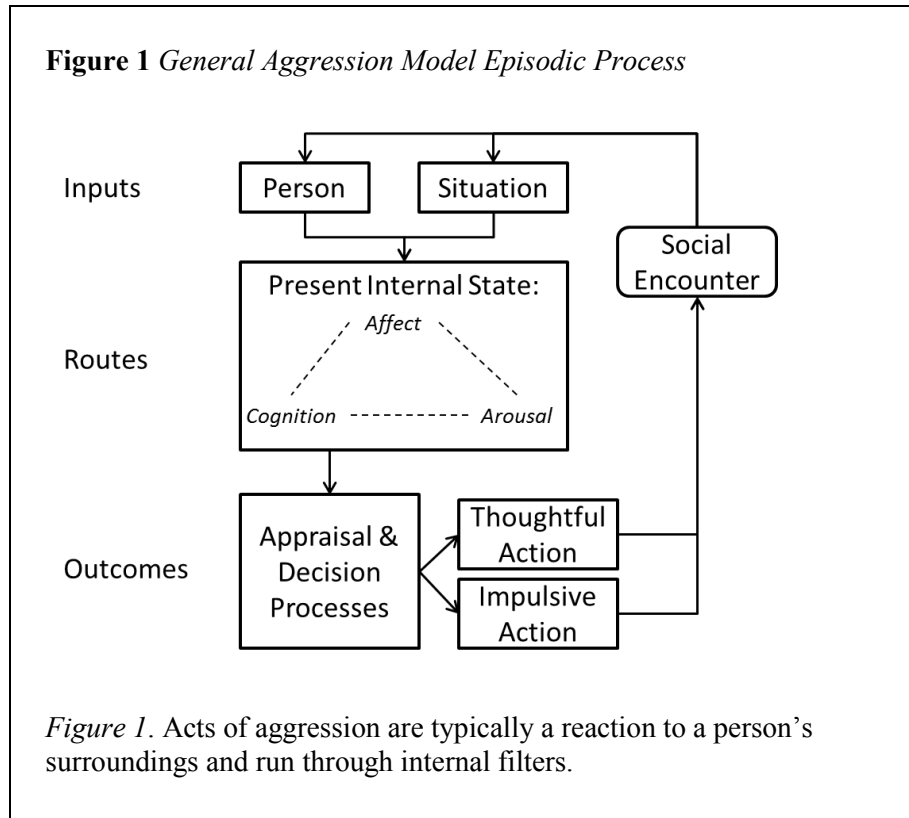 Figure 1 General Aggression Model Episodic Process
Inputs
Person
Situation
Social
Encounter
Routes
Present Internal State:
Affect
Cognition
Arousal
Outcomes
Appraisal &
Decision
Processes
Thoughtful
Action
Impulsive
Action
Figure 1. Acts of aggression are typically a reaction to a person’s
surroundings and run through internal filters.